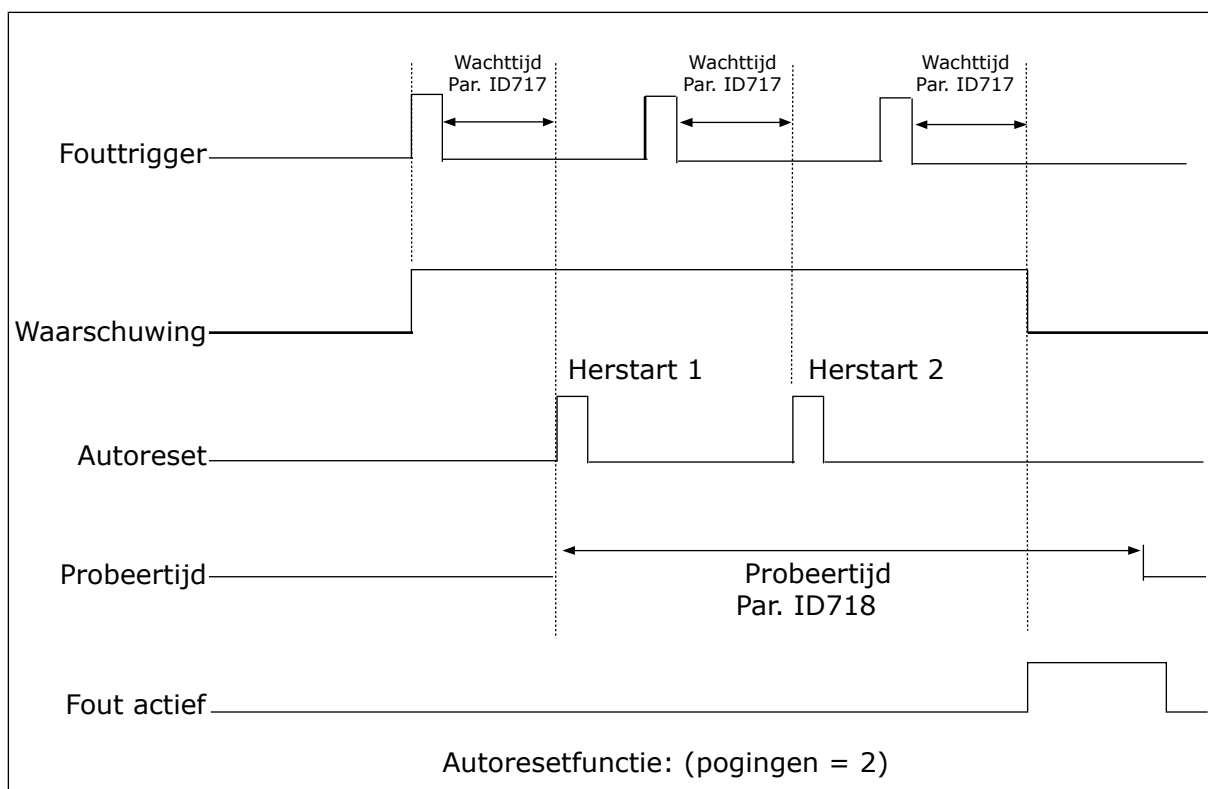 Wachttijd
Par. ID717
Wachttijd
Par. ID717
Wachttijd
Par. ID717
Fouttrigger
Waarschuwing
Herstart 1
Herstart 2
Autoreset
Probeertijd
Probeertijd
Par. ID718
Fout actief
Autoresetfunctie: (pogingen = 2)